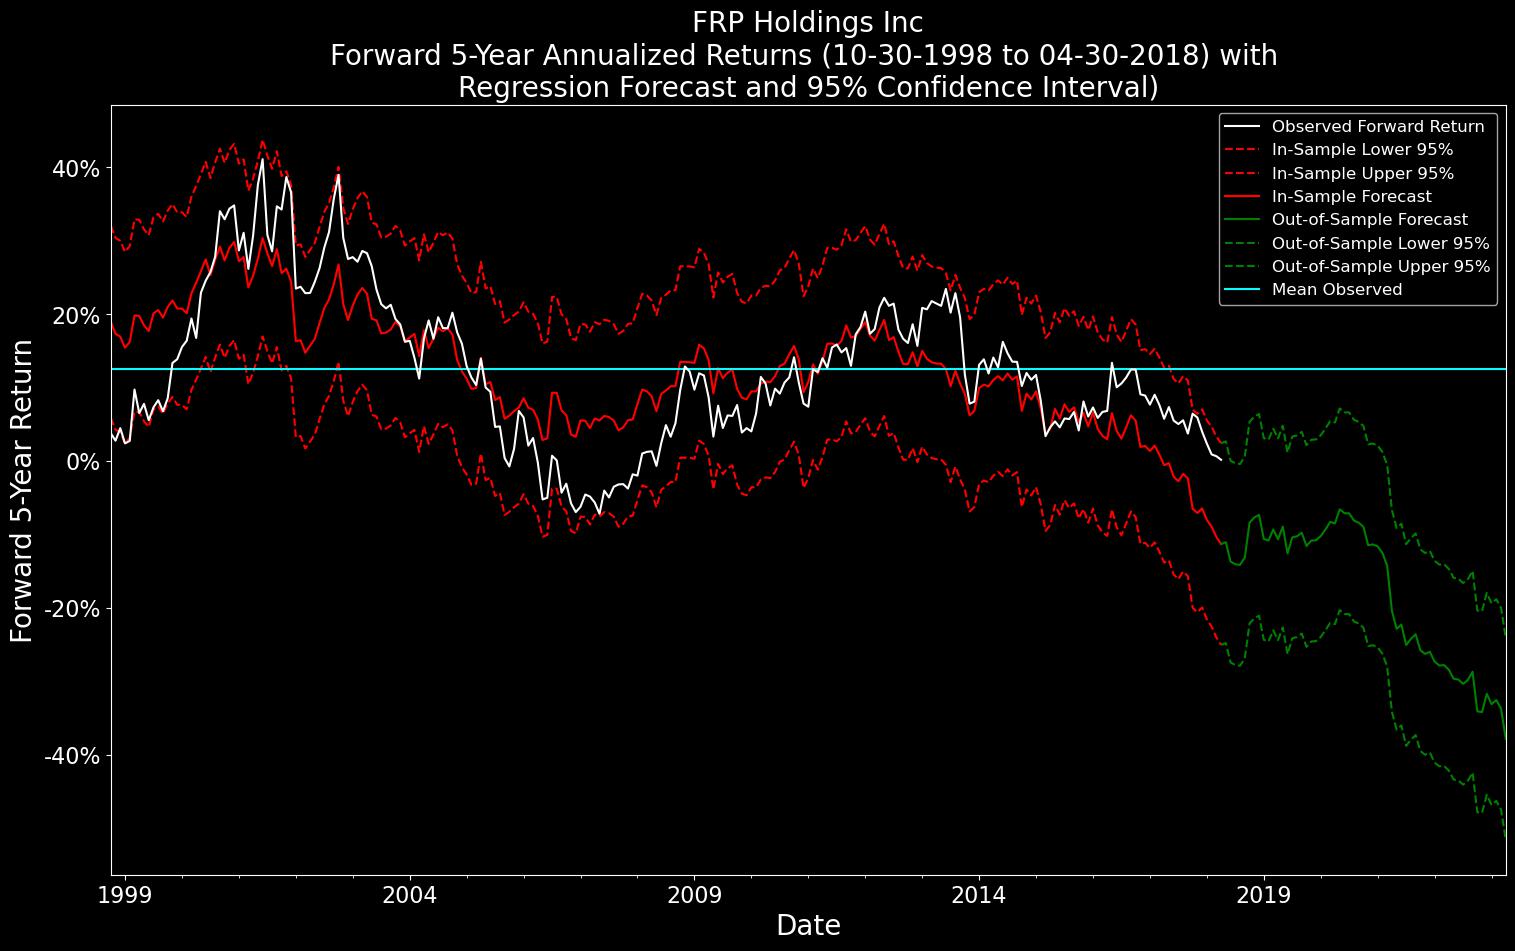 FRP Holdings Inc
Forward 5-Year Annualized Returns (10-30-1998 to 04-30-2018) with
Regression Forecast and 95% Confidence Interval)
Observed Forward Return
In-Sample Lower 95%
In-Sample Upper 95%
In-Sample Forecast
Out-of-Sample Forecast
Out-of-Sample Lower 95%
Out-of-Sample Upper 95%
Mean Observed
Forward 5-Year Return
40%
20%
0%
-20%
-40%
1999 2004 2009 2014 2019
Date